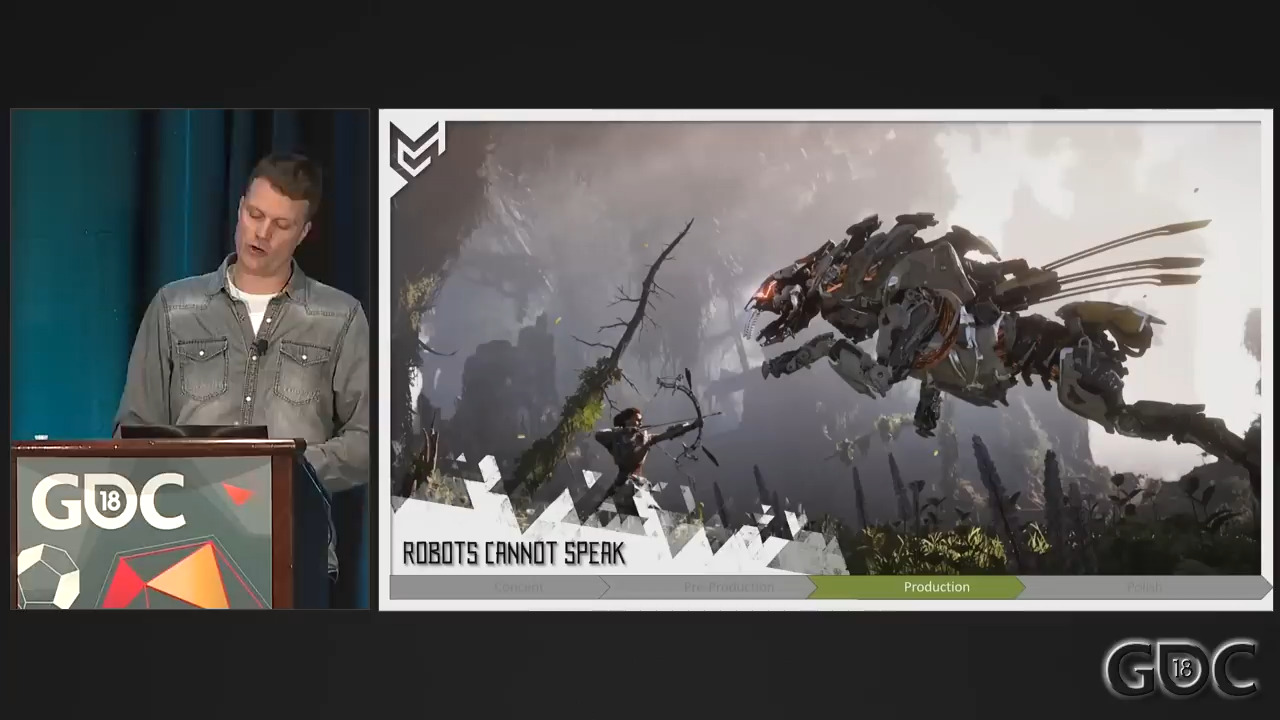 GDC
18
ROBOTS CANNOT SPEAK
Concept
Pre-Production
Production
Polish
GDC
18